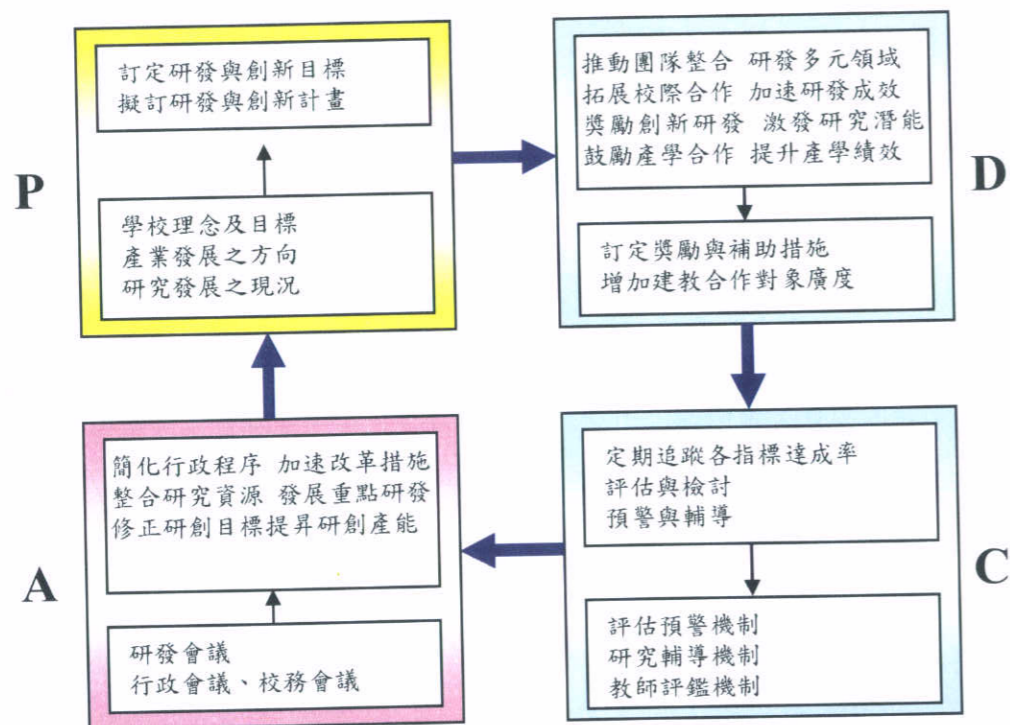 P
訂定研發與創新目標
擬訂研發與創新計畫
學校理念及目標
產業發展之方向
研究發展之現況
D
推動團隊整合 研發多元領域
拓展校際合作 加速研發成效
獎勵創新研發 激發研究潛能
鼓勵產學合作 提升產學績效
訂定獎勵與補助措施
增加建教合作對象廣度
C
定期追蹤各指標達成率
評估與檢討
預警與輔導
評估預警機制
研究輔導機制
教師評鑑機制
A
簡化行政程序 加速改革措施
整合研究資源 發展重點研發
修正研創目標提昇研創產能
研發會議
行政會議、校務會議